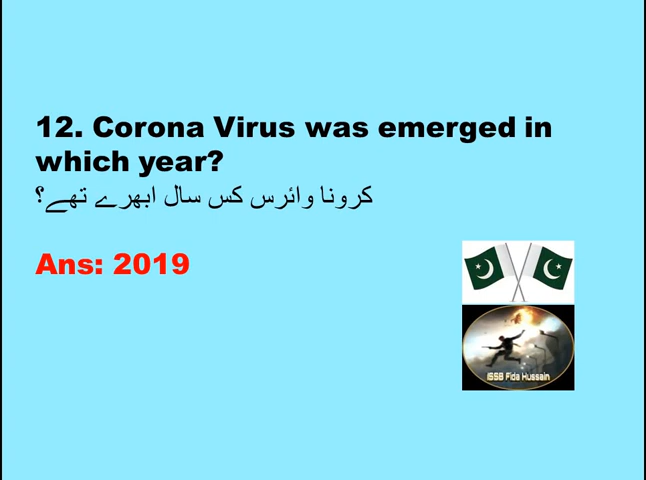 12. Corona Virus was emerged in
which year?
کرونا وائرس کس سال ابھرے تھے؟
Ans: 2019
ISSB Fida Hussain